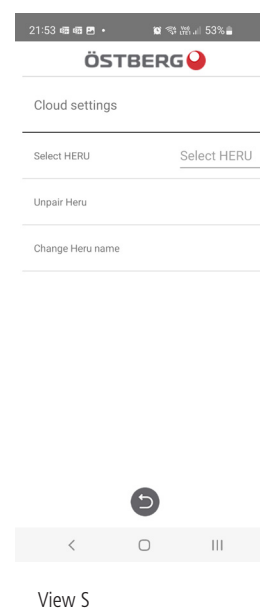 21:53
53%
ÖSTBERG
Cloud settings
Select HERU
Select HERU
Unpair Heru
Change Heru name
View S